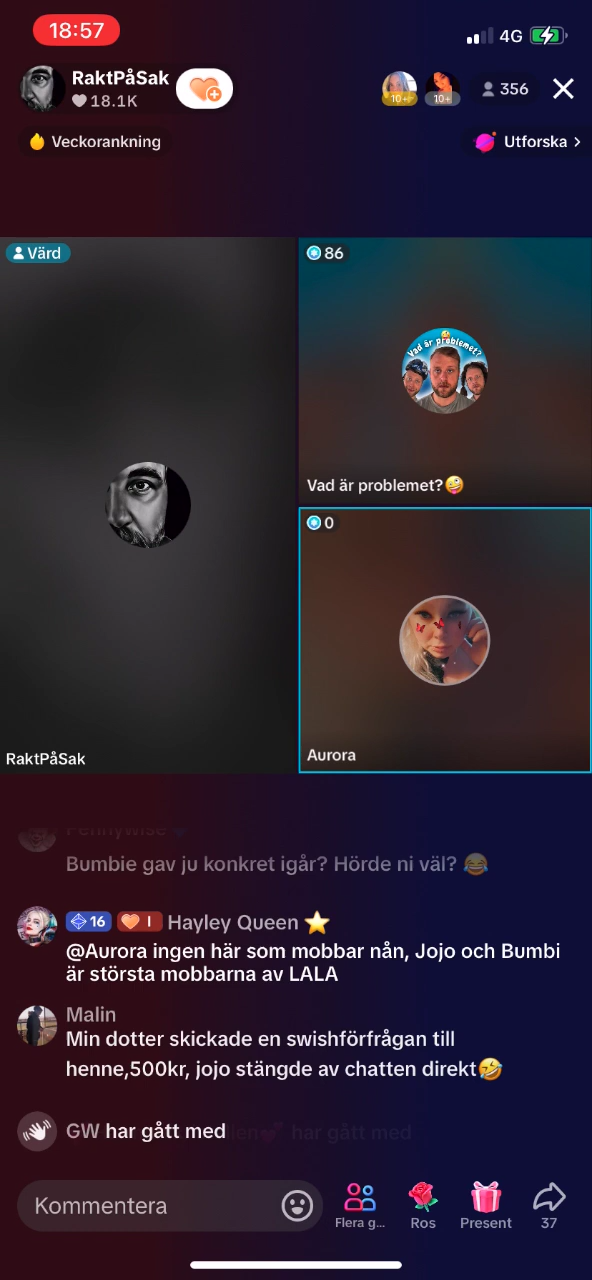 18:57
4G
RaktPåSak
18.1K
10+
10+
356
Veckorankning
Utforska >
Värd
86
Vad är problemet?
Vad är problemet?🤪
0
RaktPåSak
Aurora
Pennywise
Bumbie gav ju konkret igår? Hörde ni väl? 😂
16 I Hayley Queen ⭐
@Aurora ingen här som mobbar nån, Jojo och Bumbi
är största mobbarna av LALA
Malin
Min dotter skickade en swishförfrågan till
henne,500kr, jojo stängde av chatten direkt🤣
GW har gått med
har gått med
Kommentera
Flera g...
Ros
Present
37